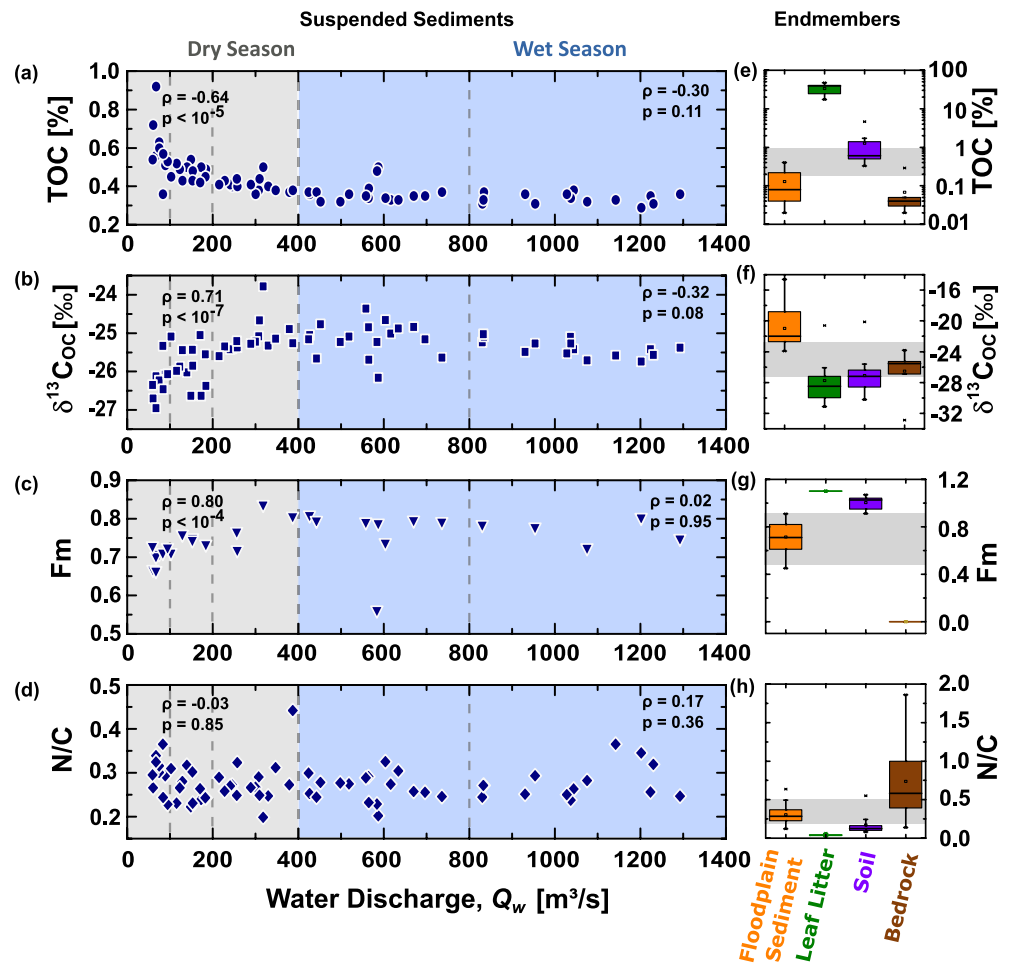 Suspended Sediments
Endmembers
Dry Season
Wet Season
(a)
TOC [%]
1.0
0.8
0.6
0.4
0.2
ρ = -0.64
p < 10⁻⁵
ρ = -0.30
p = 0.11
0 200 400 600 800 1000 1200 1400
(e)
100
10
1
0.1
0.01
TOC [%]
(b)
δ¹³Coc [‰]
-24
-25
-26
-27
ρ = 0.71
p < 10⁻⁷
ρ = -0.32
p = 0.08
0 200 400 600 800 1000 1200 1400
(f)
-16
-20
-24
-28
-32
δ¹³Coc [‰]
(c)
Fm
0.9
0.8
0.7
0.6
0.5
ρ = 0.80
p < 10⁻⁴
ρ = 0.02
p = 0.95
0 200 400 600 800 1000 1200 1400
(g)
1.2
0.8
0.4
0.0
Fm
(d)
N/C
0.5
0.4
0.3
0.2
ρ = -0.03
p = 0.85
ρ = 0.17
p = 0.36
0 200 400 600 800 1000 1200 1400
Water Discharge, Qw [m³/s]
(h)
2.0
1.5
1.0
0.5
0.0
N/C
Floodplain
Sediment
Leaf Litter
Soil
Bedrock